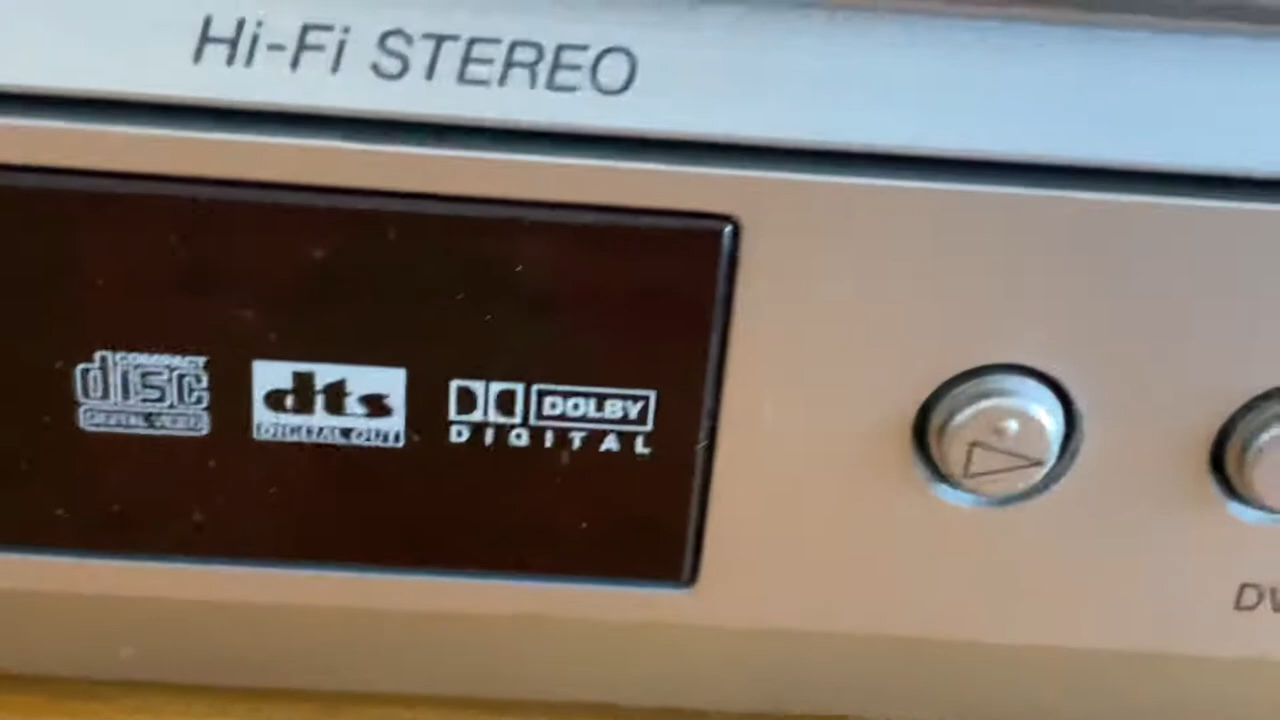 Hi-Fi STEREO
COMPACT
disc
DIGITAL VIDEO
dts
DIGITAL OUT
DOLBY
DIGITAL